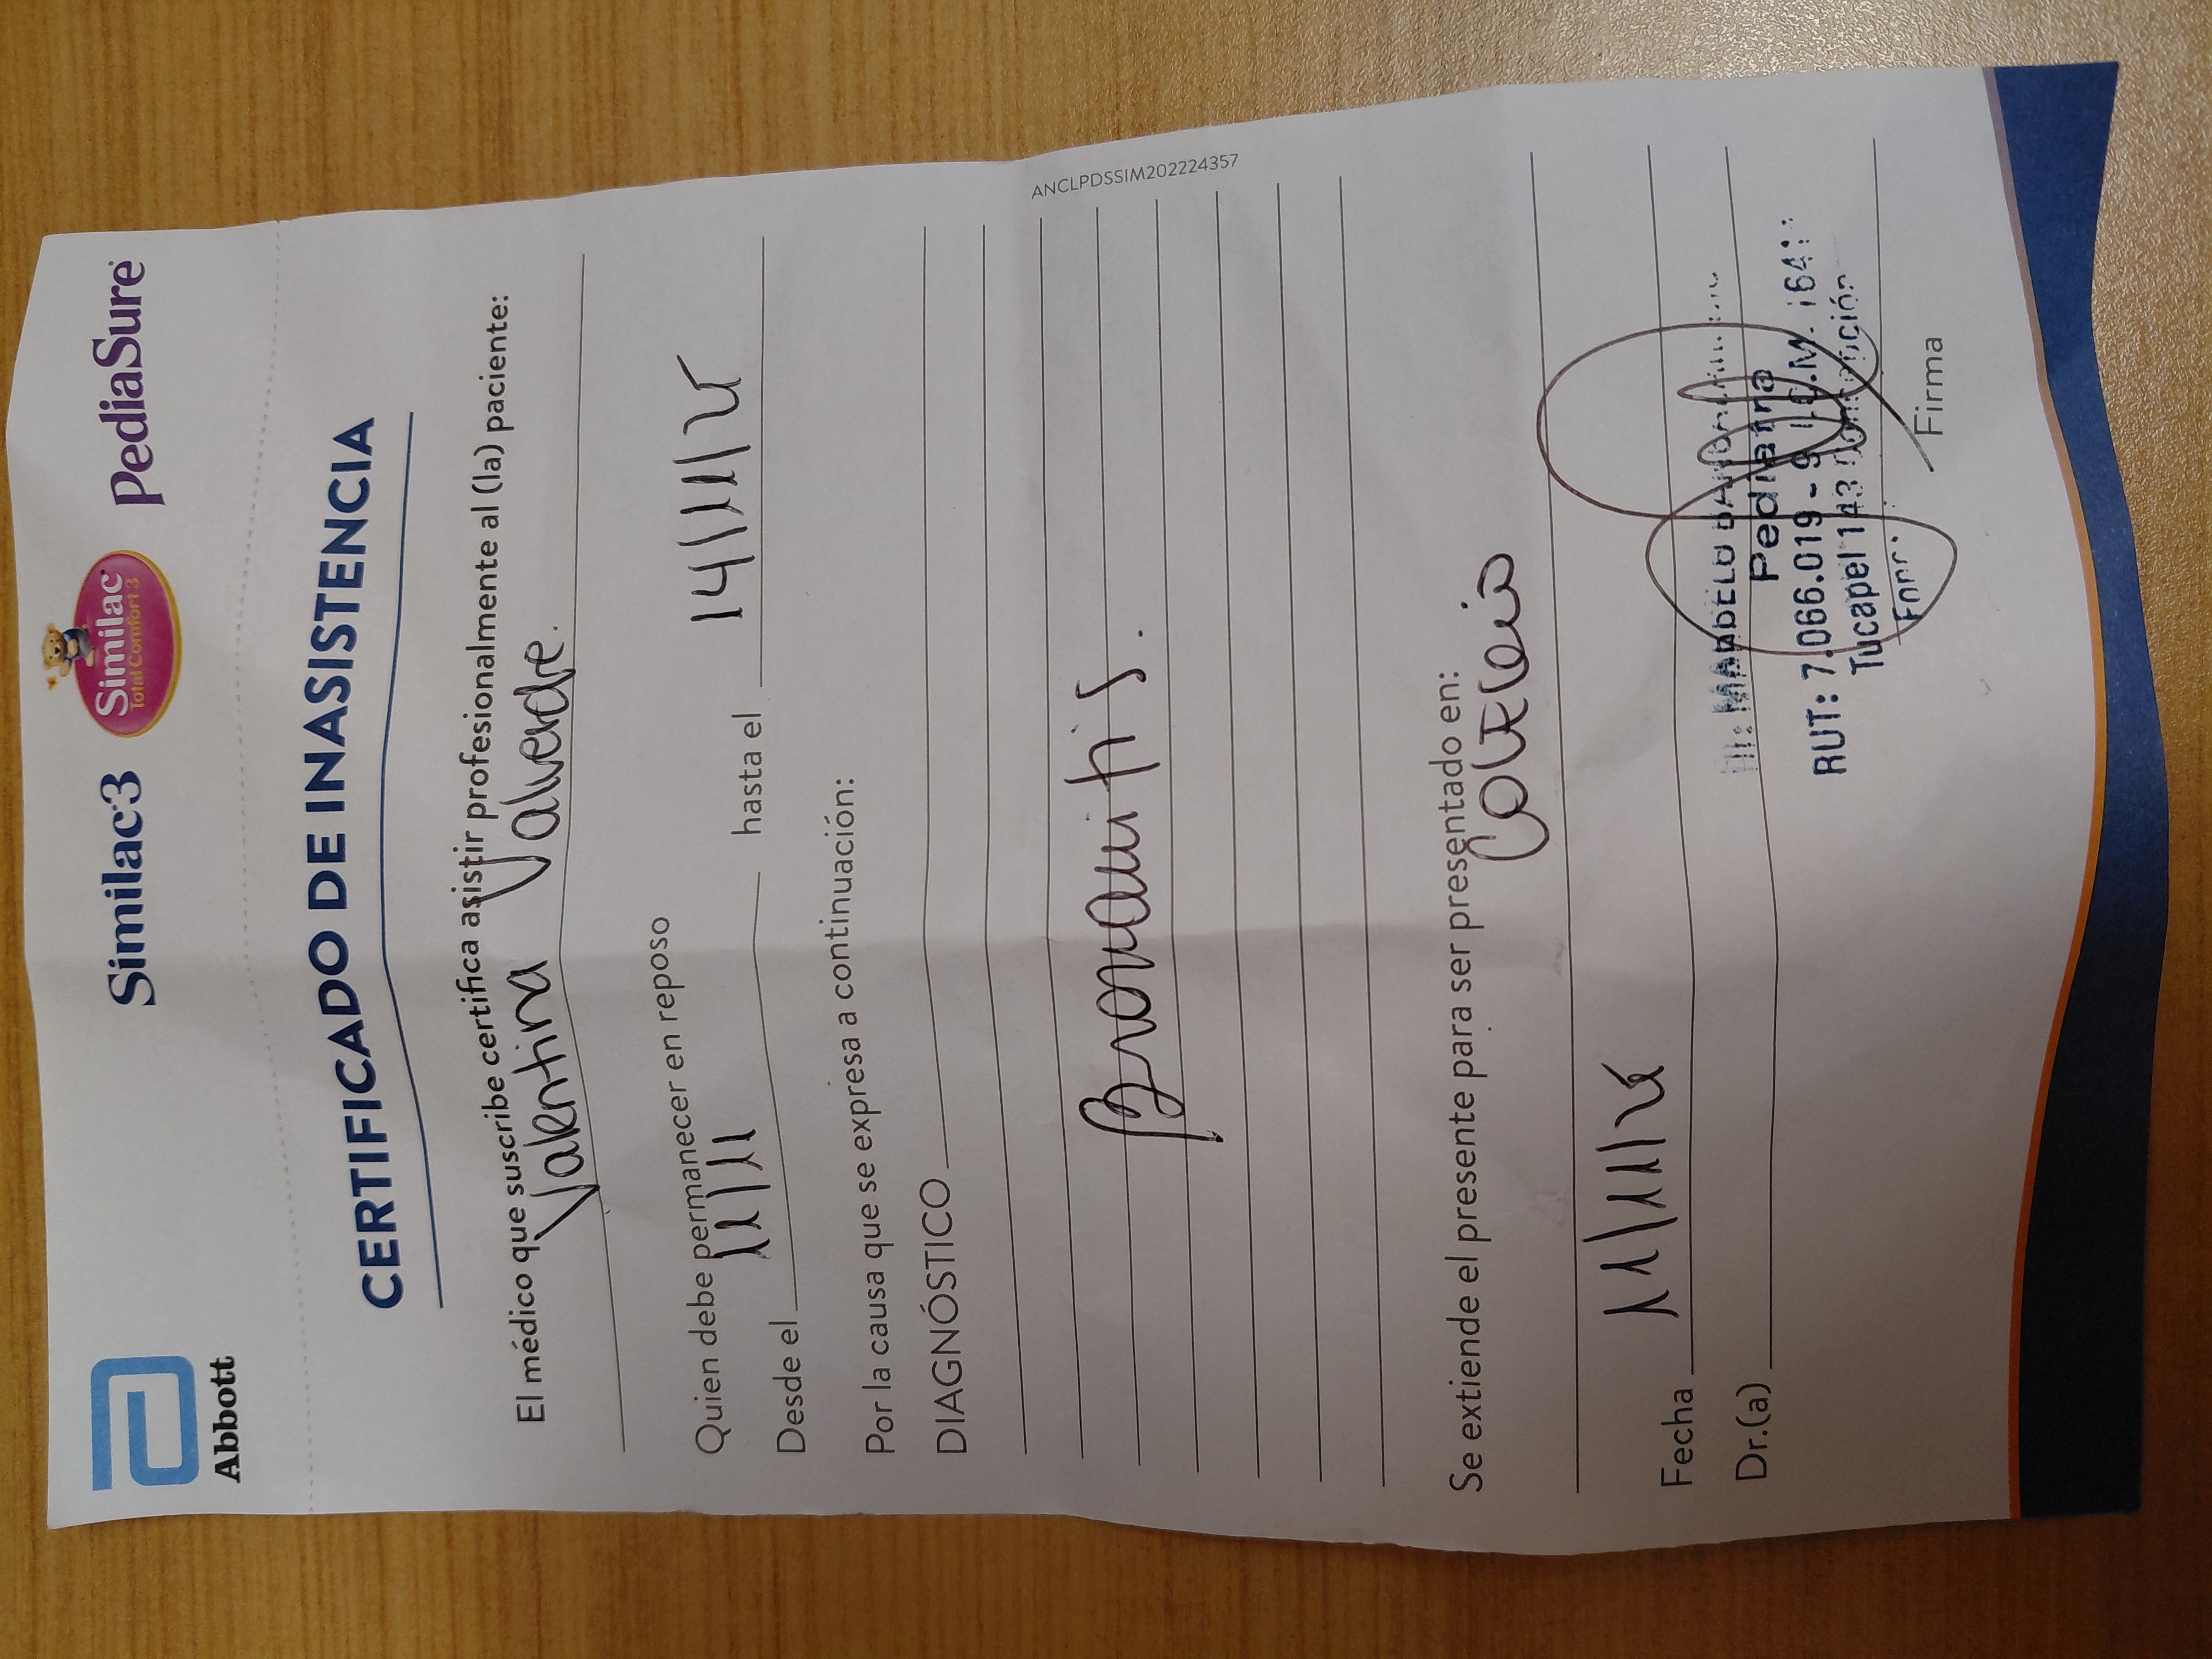 Abbott
Similac3
Similac
Total Comfort 3
PediaSure
CERTIFICADO DE INASISTENCIA
El médico que suscribe certifica asistir profesionalmente al (la) paciente:
Valentina Valverde.
Quien debe permanecer en reposo
Desde el 11/11 hasta el 14/11/
Por la causa que se expresa a continuación:
DIAGNÓSTICO
Bronquitis.
ANCLPDSSIM202224357
Se extiende el presente para ser presentado en:
Colegio
Fecha 11/11/
Dr.(a)
Pediatría
RUT: 7.066.019 - 9
Tucapel 143
Firma